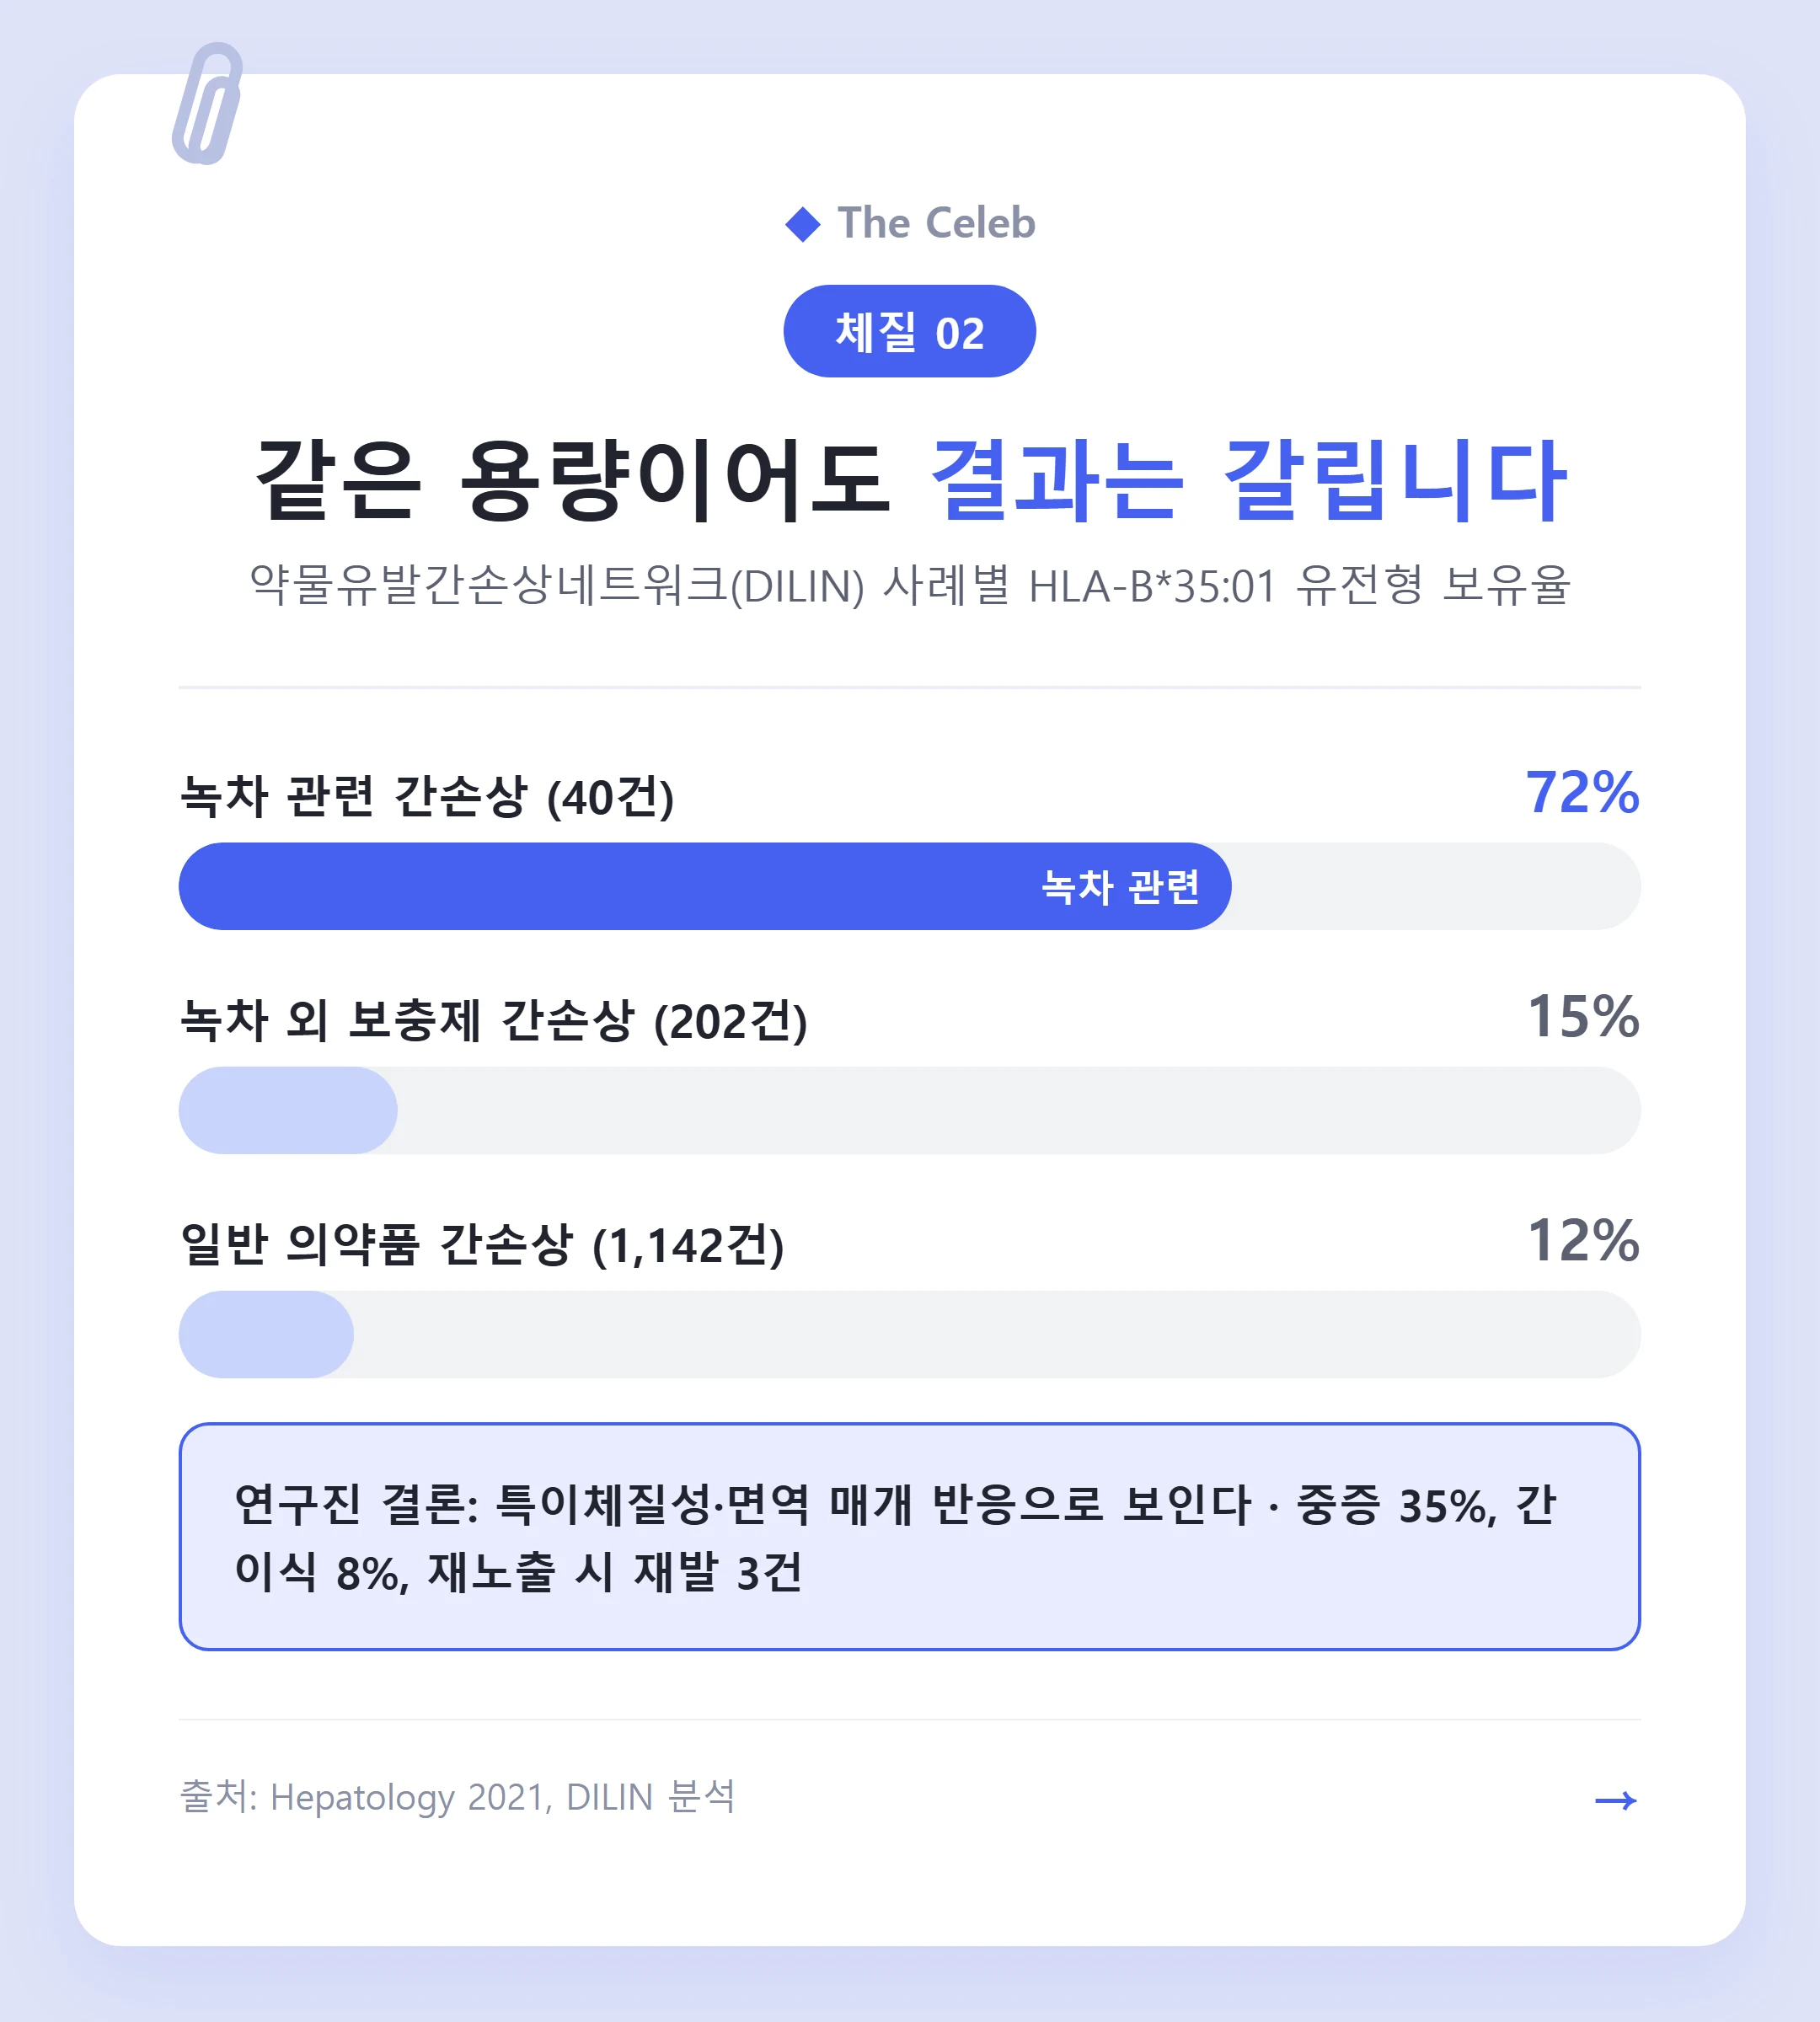 The Celeb
체질 02
같은 용량이어도 결과는 갈립니다
약물유발간손상네트워크(DILIN) 사례별 HLA-B*35:01 유전형 보유율
녹차 관련 간손상 (40건) 72%
녹차 관련
녹차 외 보충제 간손상 (202건) 15%
일반 의약품 간손상 (1,142건) 12%
연구진 결론: 특이체질성·면역 매개 반응으로 보인다 · 중증 35%, 간
이식 8%, 재노출 시 재발 3건
출처: Hepatology 2021, DILIN 분석 →